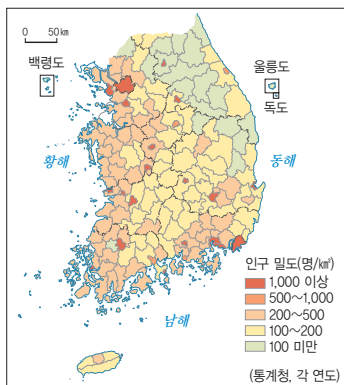 0 50㎞
백령도
울릉도
독도
황해
동해
남해
인구 밀도(명/㎢)
1,000 이상
500~1,000
200~500
100~200
100 미만
(통계청, 각 연도)